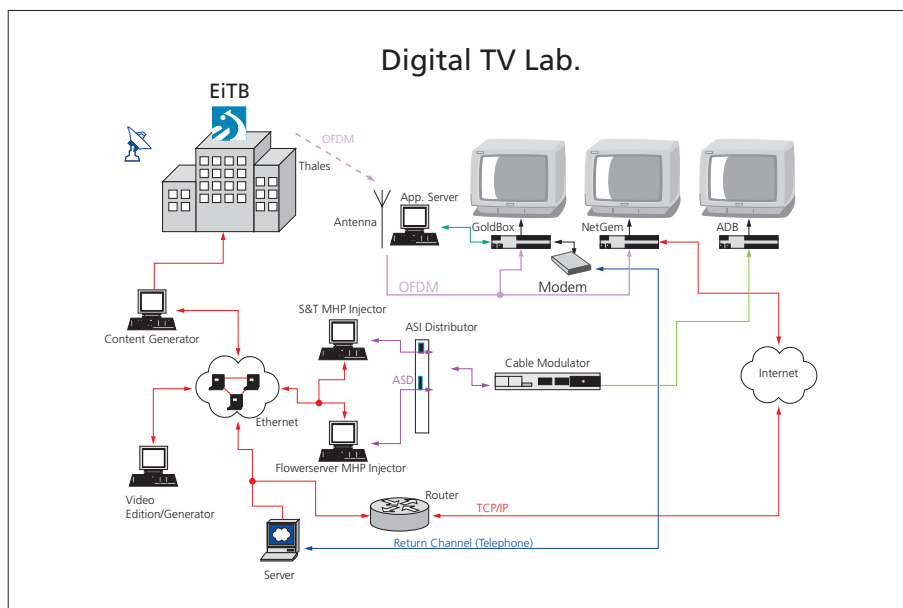 Digital TV Lab.
EiTB
OFDM
Thales
App. Server
Antenna
GoldBox
NetGem
ADB
OFDM
Modem
S&T MHP Injector
Content Generator
ASI Distributor
Cable Modulator
Internet
ASD
Ethernet
Flowerserver MHP Injector
Video
Edition/Generator
Router
TCP/IP
Return Channel (Telephone)
Server